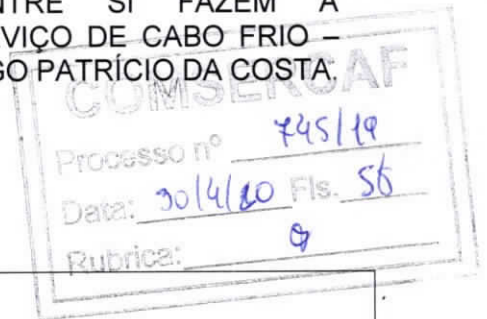 ENTRE SI FAZEM A
VIÇO DE CABO FRIO –
GO PATRÍCIO DA COSTA.
COMSERCAF
Processo nº 745/19
Data: 30/4/20 Fls. 56
Rubrica: